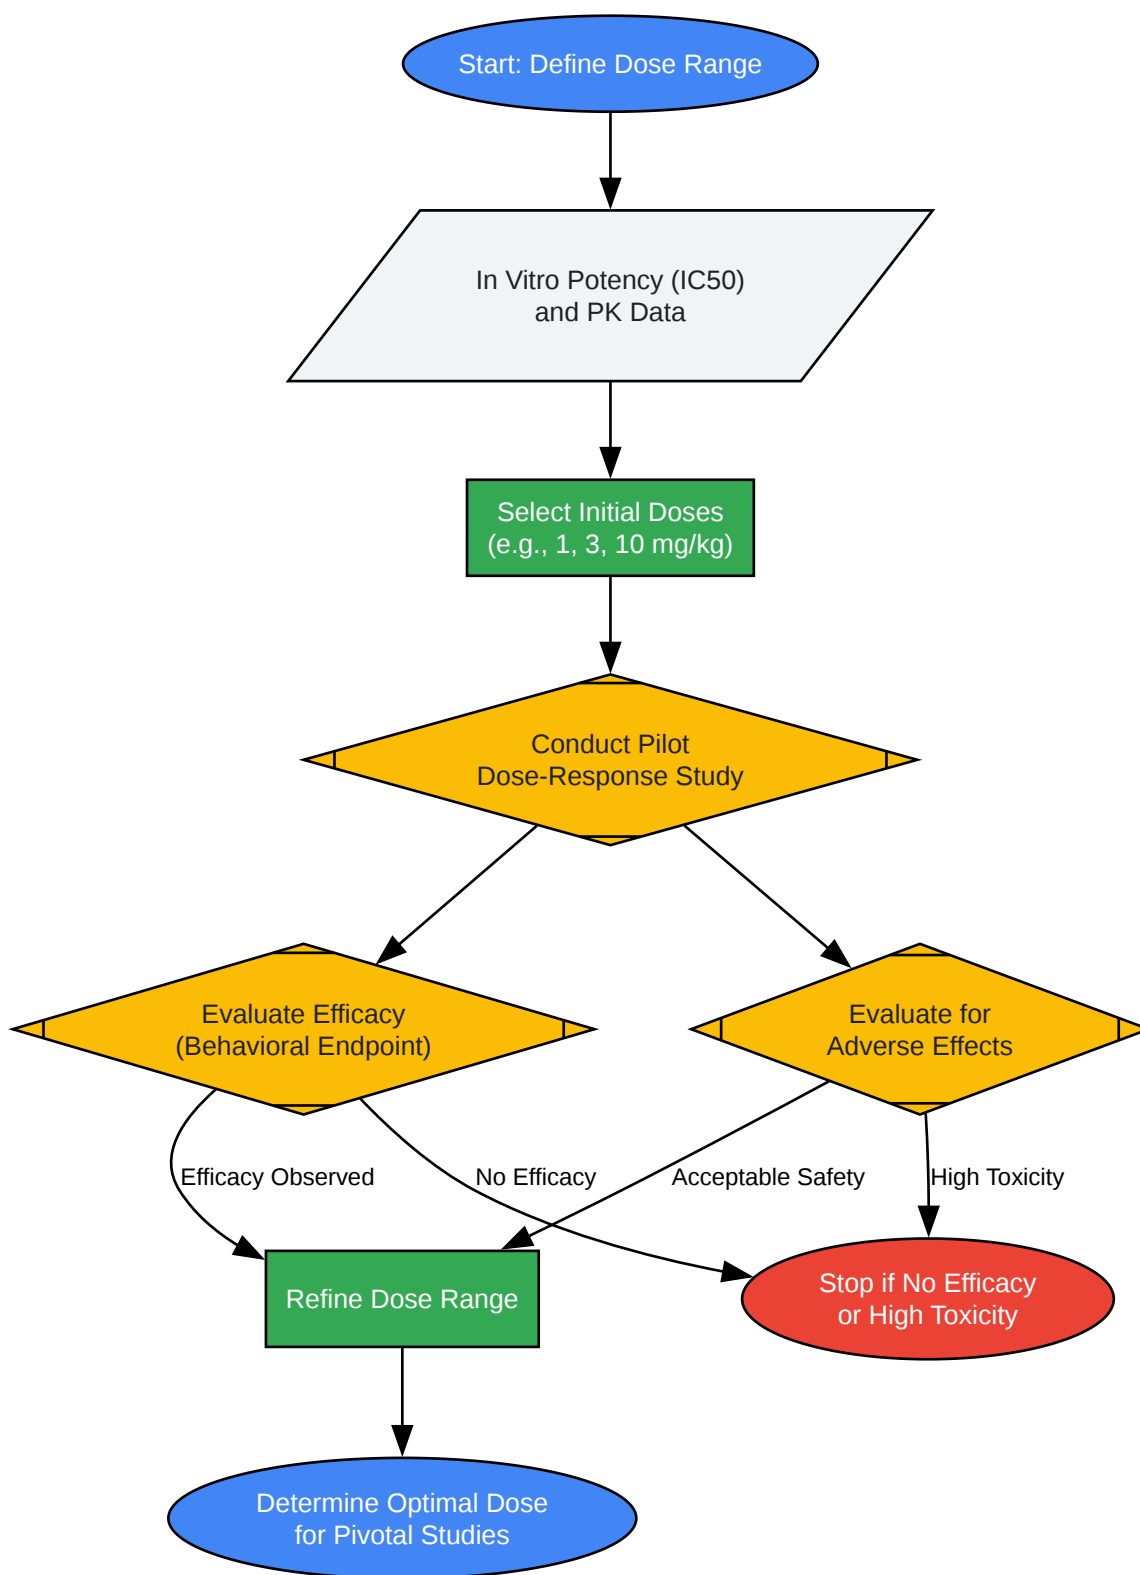 Start: Define Dose Range
In Vitro Potency (IC50)
and PK Data
Select Initial Doses
(e.g., 1, 3, 10 mg/kg)
Conduct Pilot
Dose-Response Study
Evaluate Efficacy
(Behavioral Endpoint)
Evaluate for
Adverse Effects
Efficacy Observed
No Efficacy
Acceptable Safety
High Toxicity
Refine Dose Range
Stop if No Efficacy
or High Toxicity
Determine Optimal Dose
for Pivotal Studies